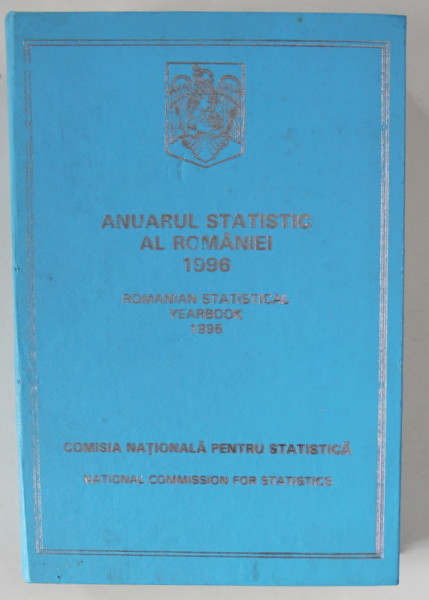 ANUARUL STATISTIC
AL ROMÂNIEI
1996
ROMANIAN STATISTICAL
YEARBOOK
1996
COMISIA NAȚIONALĂ PENTRU STATISTICĂ
NATIONAL COMMISSION FOR STATISTICS